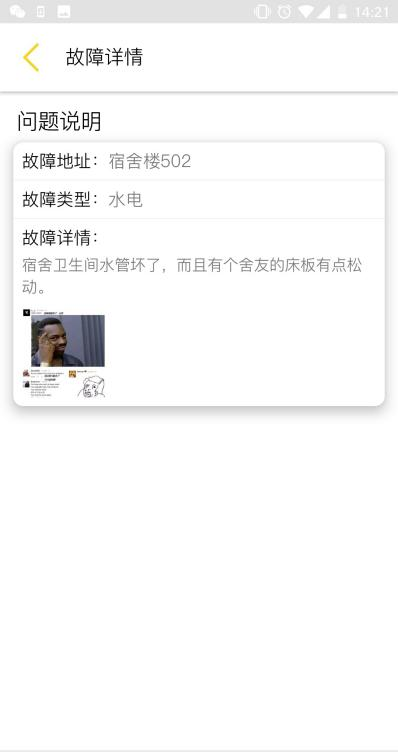 14:21
故障详情
问题说明
故障地址：宿舍楼502
故障类型：水电
故障详情：
宿舍卫生间水管坏了，而且有个舍友的床板有点松
动。